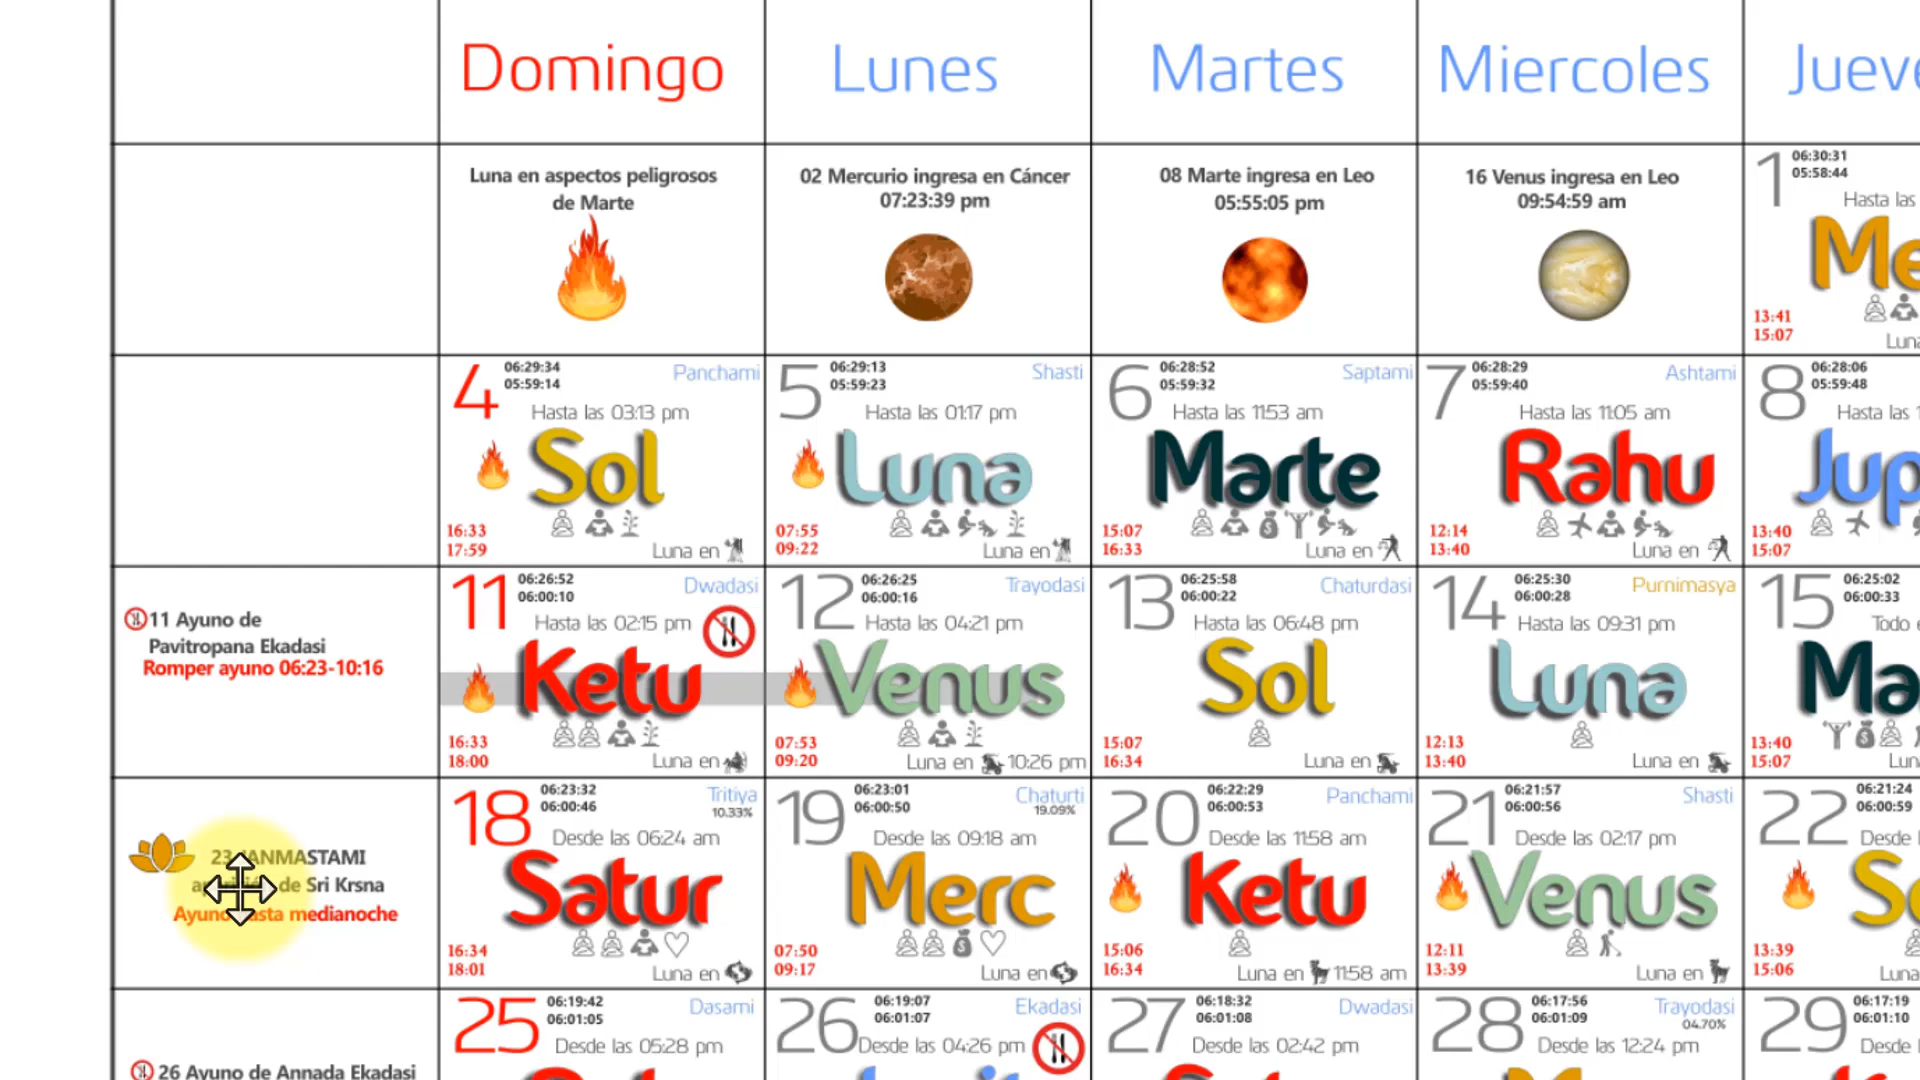 Domingo
Lunes
Martes
Miercoles
Luna en aspectos peligrosos
de Marte
02 Mercurio ingresa en Cáncer
07:23:39 pm
08 Marte ingresa en Leo
05:55:05 pm
16 Venus ingresa en Leo
09:54:59 am
1
06:30:31
05:58:44
Hasta las
13:41
15:07
4
06:29:34
05:59:14
Panchami
Hasta las 03:13 pm
Sol
16:33
17:59
Luna en
5
06:29:13
05:59:23
Shasti
Hasta las 01:17 pm
Luna
07:55
09:22
Luna en
6
06:28:52
05:59:32
Saptami
Hasta las 11:53 am
Marte
15:07
16:33
Luna en
7
06:28:29
05:59:40
Ashtami
Hasta las 11:05 am
Rahu
12:14
13:40
Luna en
8
06:28:06
05:59:48
Hasta las
13:40
15:07
11 Ayuno de
Pavitropana Ekadasi
Romper ayuno 06:23-10:16
11
06:26:52
06:00:10
Dwadasi
Hasta las 02:15 pm
Ketu
16:33
18:00
Luna en
12
06:26:25
06:00:16
Trayodasi
Hasta las 04:21 pm
Venus
07:53
09:20
Luna en 10:26 pm
13
06:25:58
06:00:22
Chaturdasi
Hasta las 06:48 pm
Sol
15:07
16:34
Luna en
14
06:25:30
06:00:28
Purnimasya
Hasta las 09:31 pm
Luna
12:13
13:40
Luna en
15
06:25:02
06:00:33
Todo
13:40
15:07
de Sri Krsna
medianoche
18
06:23:32
06:00:46
Tritiya
10.33%
Desde las 06:24 am
Satur
16:34
18:01
Luna en
19
06:23:01
06:00:50
Chaturti
19.09%
Desde las 09:18 am
Merc
07:50
09:17
Luna en
20
06:22:29
06:00:53
Panchami
Desde las 11:58 am
Ketu
15:06
16:34
Luna en 11:58 am
21
06:21:57
06:00:56
Shasti
Desde las 02:17 pm
Venus
12:11
13:39
Luna en
22
06:21:24
06:00:59
Desde
13:39
15:06
Luna
26 Ayuno de Annada Ekadasi
25
06:19:42
06:01:05
Dasami
Desde las 05:28 pm
26
06:19:07
06:01:07
Ekadasi
Desde las 04:26 pm
27
06:18:32
06:01:08
Dwadasi
Desde las 02:42 pm
28
06:17:56
06:01:09
Trayodasi
04.70%
Desde las 12:24 pm
29
06:17:19
06:01:10
Desde